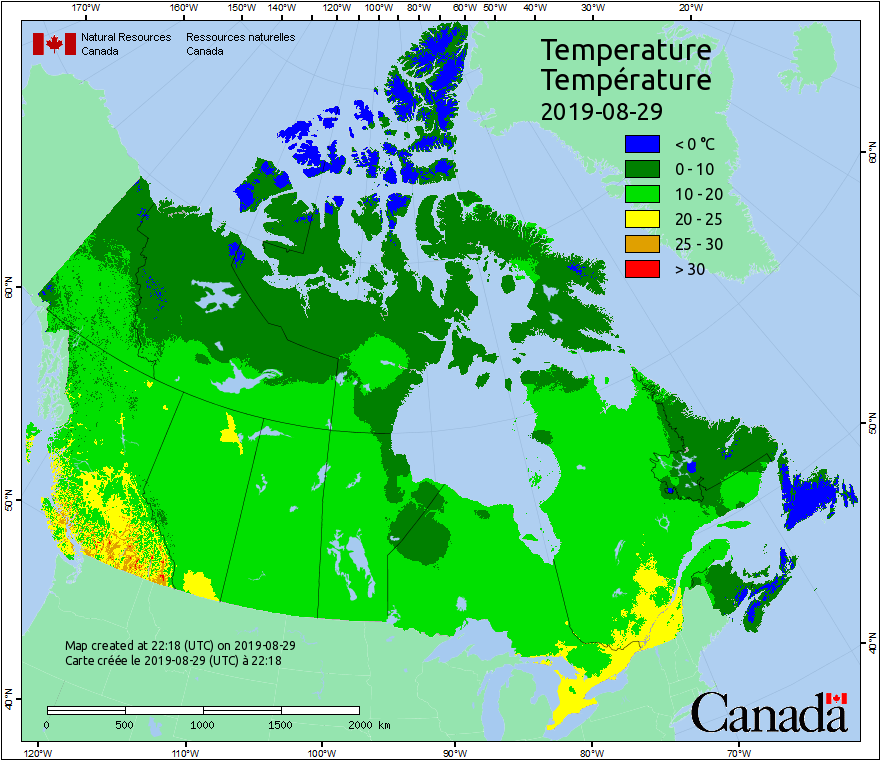 170°W 160°W 150°W 140°W 120°W 100°W 80°W 60°W 50°W 40°W 30°W 20°W
Natural Resources Ressources naturelles
Canada Canada
Temperature
Température
2019-08-29
< 0 °C
0 - 10
10 - 20
20 - 25
25 - 30
> 30
60°N 60°N
50°N 50°N
40°N 40°N
Map created at 22:18 (UTC) on 2019-08-29
Carte créée le 2019-08-29 (UTC) à 22:18
0 500 1000 1500 2000 km
Canada
120°W 110°W 100°W 90°W 80°W 70°W